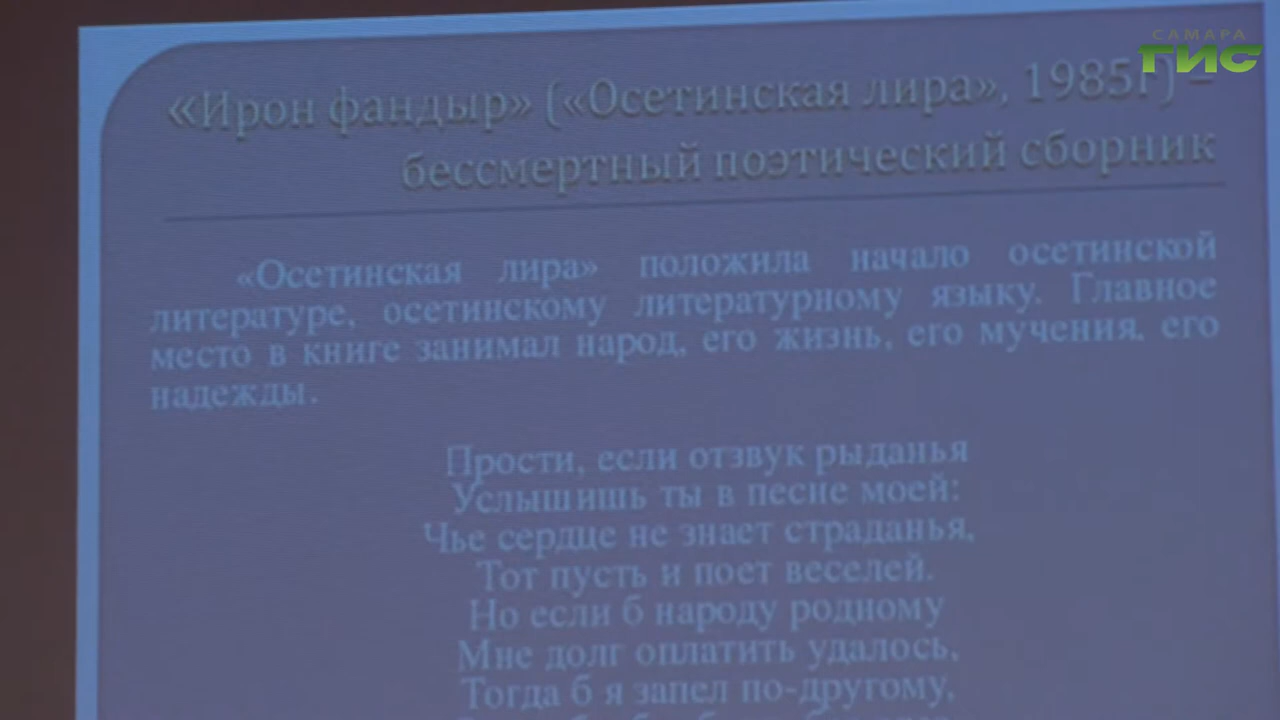 САМАРА
ГИС
«Ирон фандыр» («Осетинская лира», 1985г) –
бессмертный поэтический сборник
«Осетинская лира» положила начало осетинской
литературе, осетинскому литературному языку. Главное
место в книге занимал народ, его жизнь, его мучения, его
надежды.
Прости, если отзвук рыданья
Услышишь ты в песне моей:
Чье сердце не знает страданья,
Тот пусть и поет веселей.
Но если б народу родному
Мне долг оплатить удалось,
Тогда б я запел по-другому,